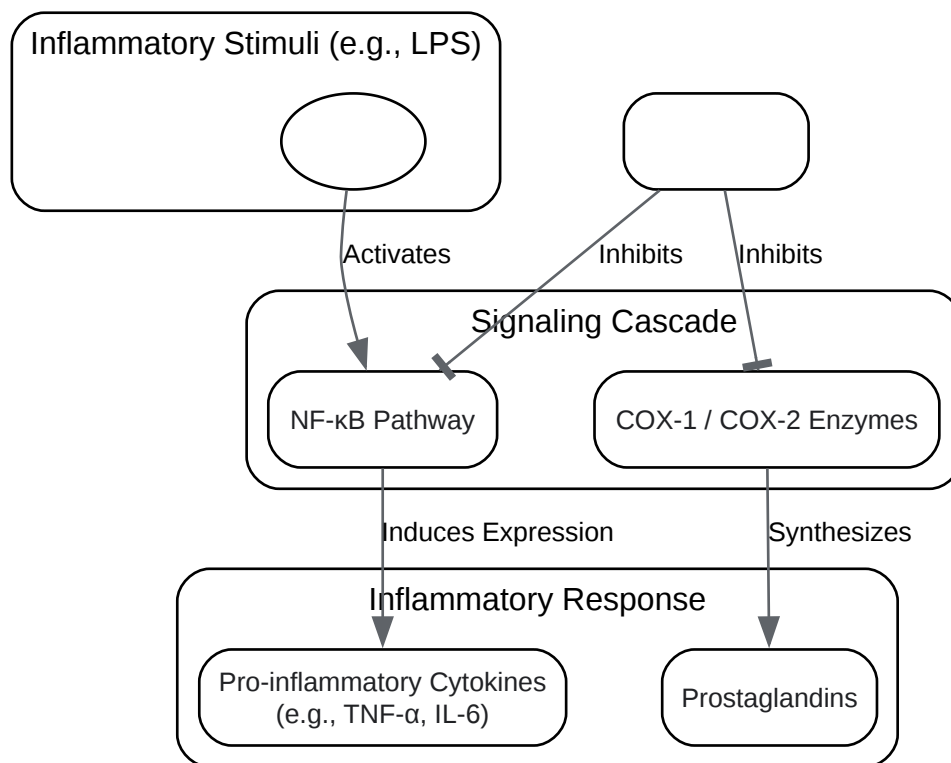 Inflammatory Stimuli (e.g., LPS)
Activates
Inhibits
Inhibits
Signaling Cascade
NF-κB Pathway
COX-1 / COX-2 Enzymes
Induces Expression
Synthesizes
Inflammatory Response
Pro-inflammatory Cytokines
(e.g., TNF-α, IL-6)
Prostaglandins